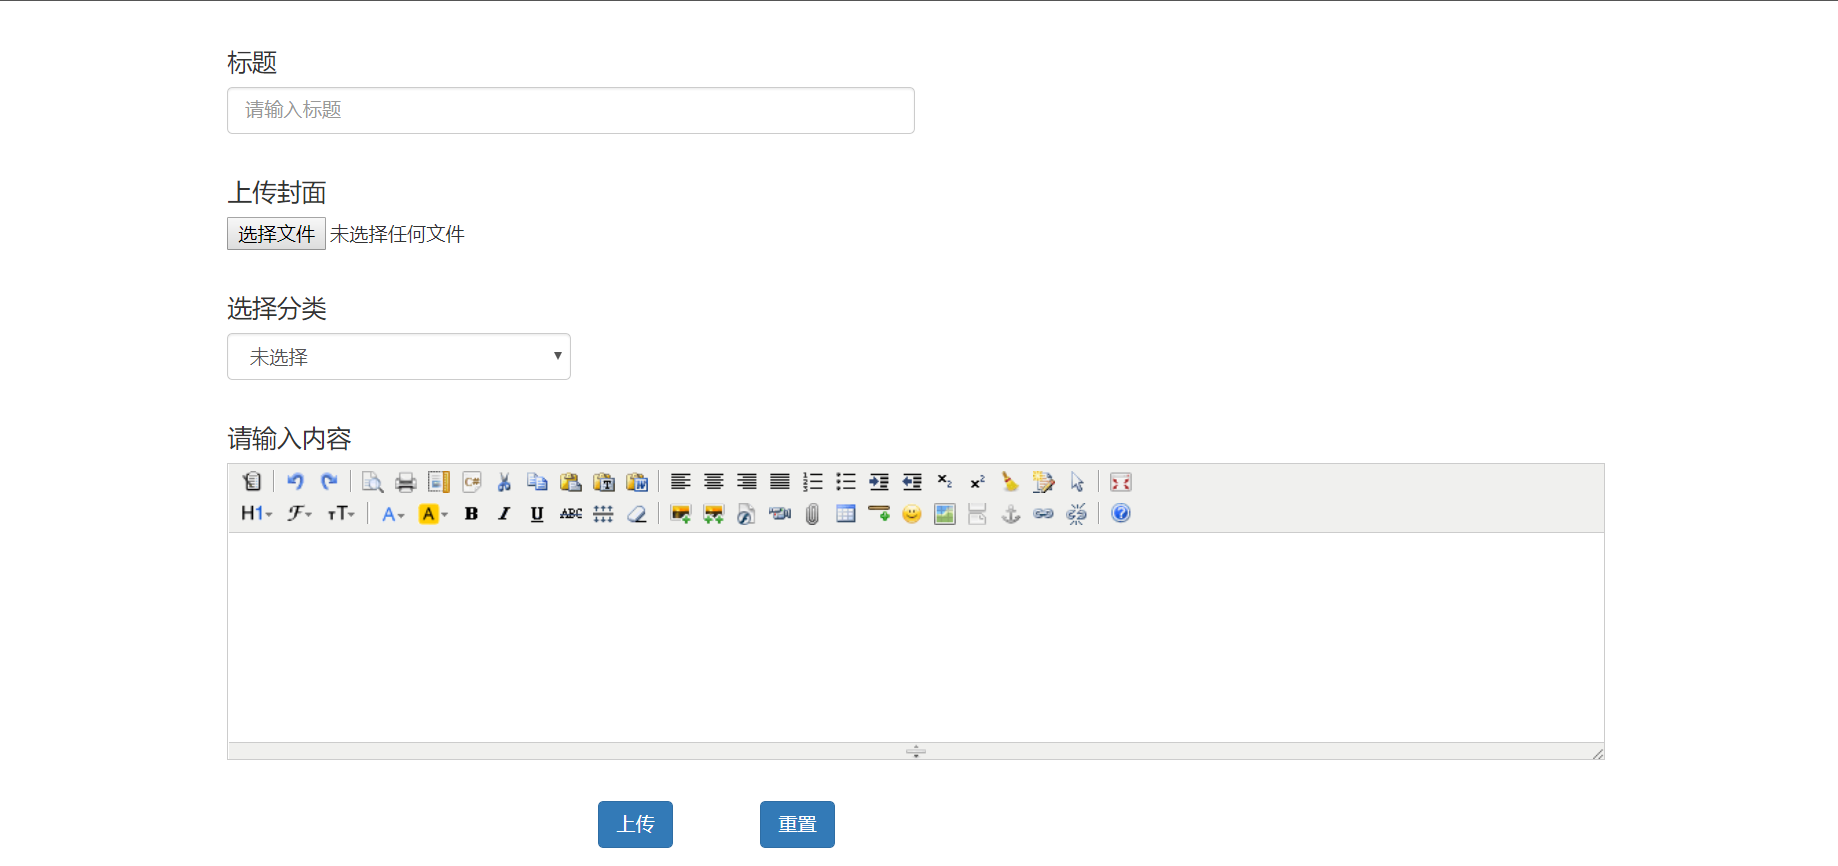 标题
请输入标题
上传封面
选择文件 未选择任何文件
选择分类
未选择
请输入内容
H1 F TT A A B I U ABC
上传 重置